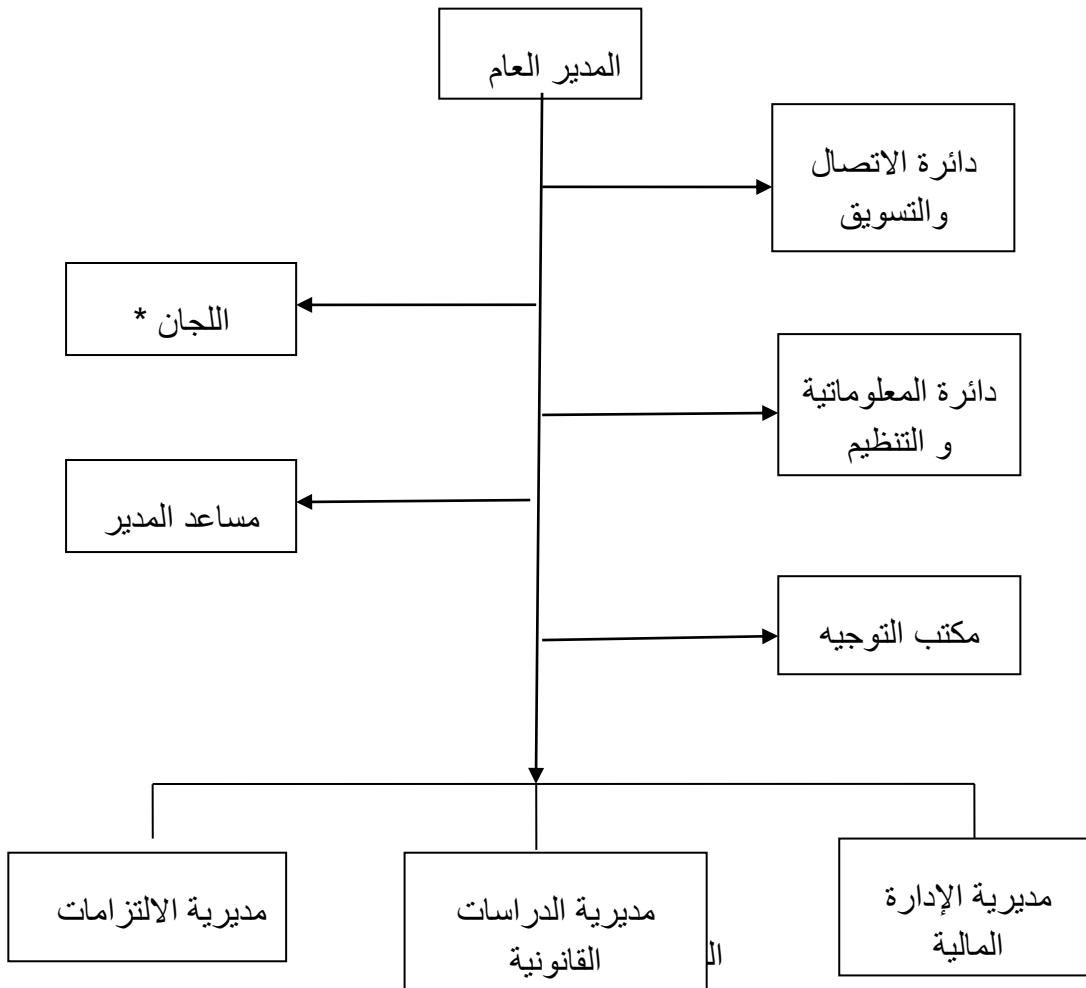 المدير العام
دائرة الاتصال
والتسويق
اللجان *
دائرة المعلوماتية
و التنظيم
مساعد المدير
مكتب التوجيه
مديرية الإدارة
المالية
مديرية الدراسات
القانونية
مديرية الالتزامات